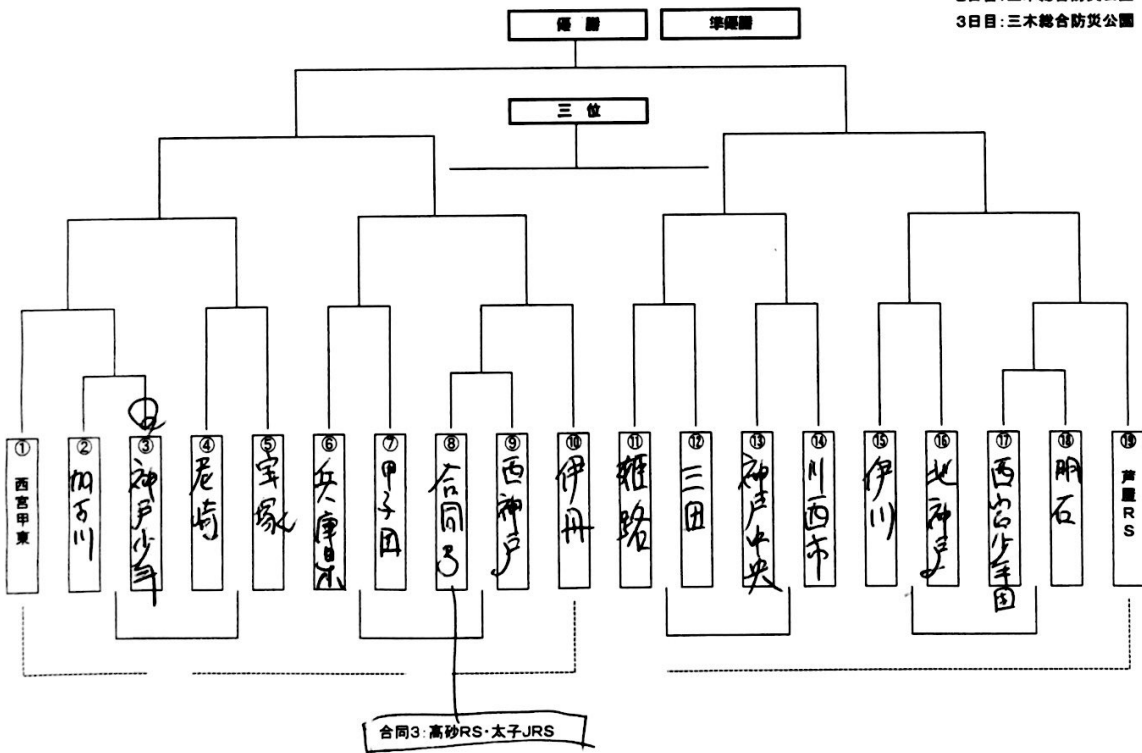 3日目:三木総合防災公園
優勝
準優勝
三位
①
西宮甲東
②
加古川
③
神戸少年
④
尼崎
⑤
宝塚
⑥
兵庫県
⑦
甲子園
⑧
合同3
⑨
西神戸
⑩
伊丹
⑪
姫路
⑫
三田
⑬
神戸中央
⑭
川西市
⑮
伊川
⑯
北神戸
⑰
西宮少年団
⑱
明石
⑲
芦屋RS
合同3:高砂RS・太子JRS